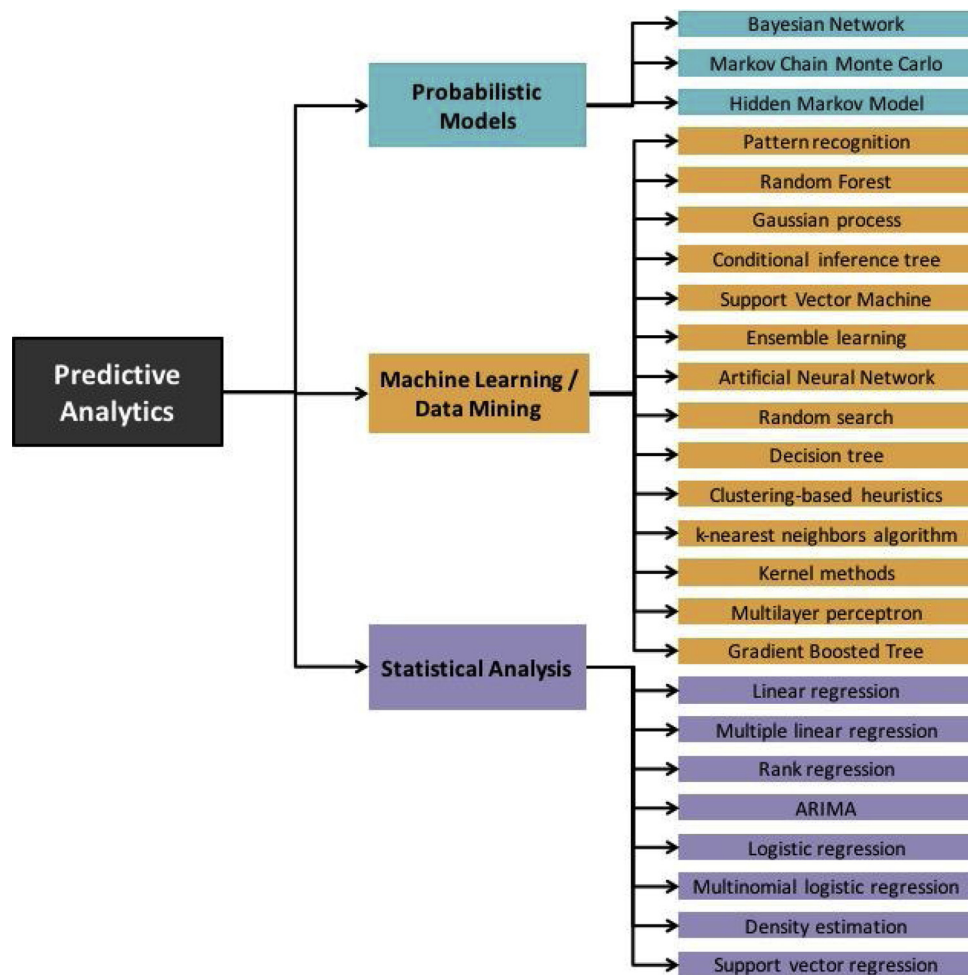 Predictive
Analytics
Probabilistic
Models
Bayesian Network
Markov Chain Monte Carlo
Hidden Markov Model
Machine Learning /
Data Mining
Pattern recognition
Random Forest
Gaussian process
Conditional inference tree
Support Vector Machine
Ensemble learning
Artificial Neural Network
Random search
Decision tree
Clustering-based heuristics
k-nearest neighbors algorithm
Kernel methods
Multilayer perceptron
Gradient Boosted Tree
Statistical Analysis
Linear regression
Multiple linear regression
Rank regression
ARIMA
Logistic regression
Multinomial logistic regression
Density estimation
Support vector regression